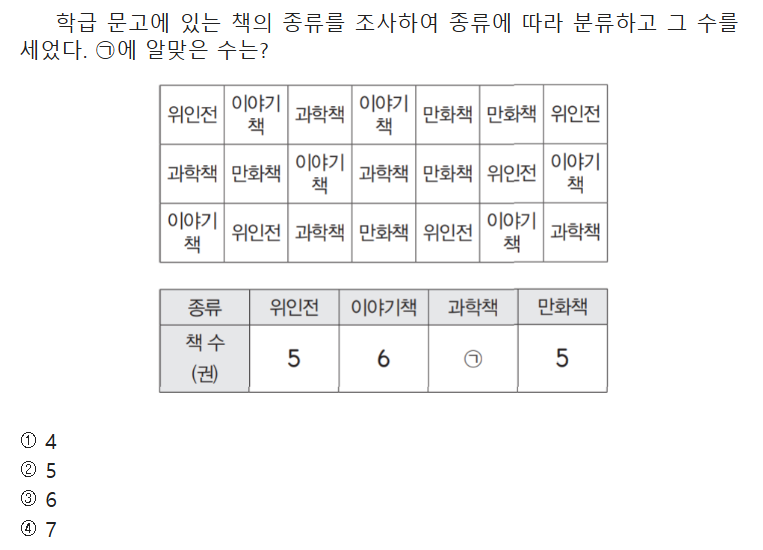 학급 문고에 있는 책의 종류를 조사하여 종류에 따라 분류하고 그 수를
세었다. ㉠에 알맞은 수는?
위인전 이야기책 과학책 이야기책 만화책 만화책 위인전
과학책 만화책 이야기책 과학책 만화책 위인전 이야기책
이야기책 위인전 과학책 만화책 위인전 이야기책 과학책
종류 위인전 이야기책 과학책 만화책
책 수 (권) 5 6 ㉠ 5
① 4
② 5
③ 6
④ 7